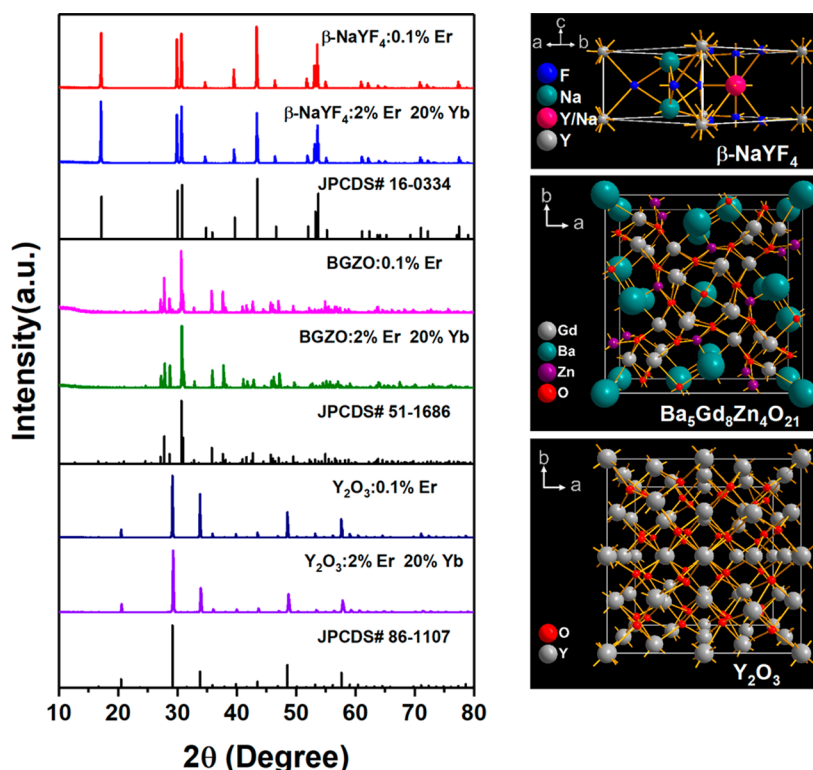 Intensity(a.u.)
β-NaYF₄:0.1% Er
β-NaYF₄:2% Er 20% Yb
JPCDS# 16-0334
BGZO:0.1% Er
BGZO:2% Er 20% Yb
JPCDS# 51-1686
Y₂O₃:0.1% Er
Y₂O₃:2% Er 20% Yb
JPCDS# 86-1107
10 20 30 40 50 60 70 80
2θ (Degree)
c
a b
F
Na
Y/Na
Y
β-NaYF₄
b
a
Gd
Ba
Zn
O
Ba₅Gd₈Zn₄O₂₁
b
a
O
Y
Y₂O₃